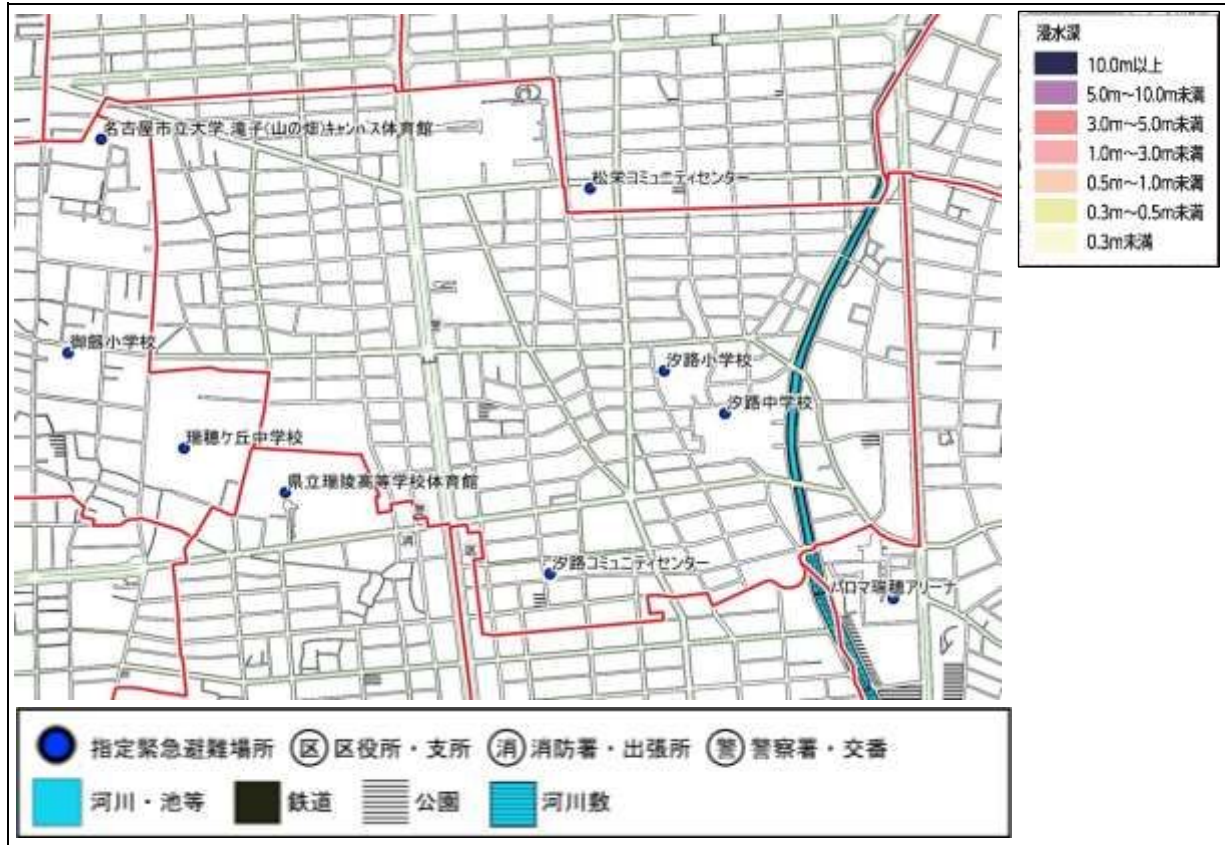 浸水深
10.0m以上
5.0m~10.0m未満
3.0m~5.0m未満
1.0m~3.0m未満
0.5m~1.0m未満
0.3m~0.5m未満
0.3m未満
名古屋市立大学 滝子(山の畑)キャンパス体育館
松栄コミュニティセンター
御劔小学校
汐路小学校
汐路中学校
瑞穂ケ丘中学校
県立瑞陵高等学校体育館
消
区
汐路コミュニティセンター
パロマ瑞穂アリーナ
指定緊急避難場所 区 区役所・支所 消 消防署・出張所 警 警察署・交番
河川・池等 鉄道 公園 河川敷